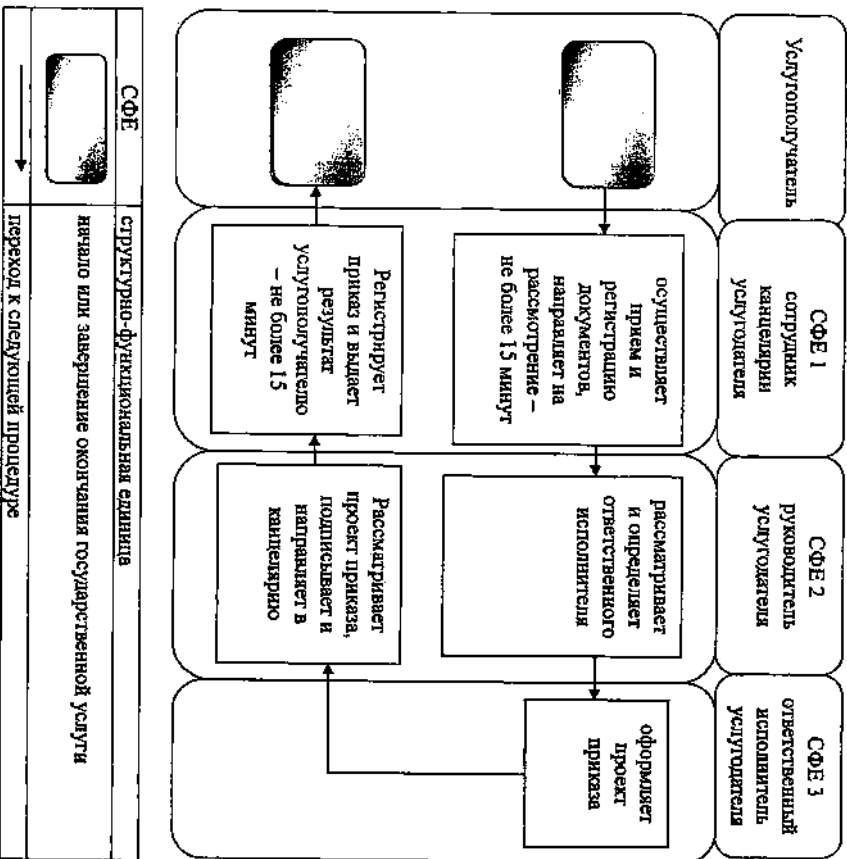 Услугополучатель
СФЕ 1
сотрудник
канцелярии
услугодателя
СФЕ 2
руководитель
услугодателя
СФЕ 3
ответственный
исполнитель
услугодателя
осуществляет
прием и
регистрацию
документов,
направляет на
рассмотрение –
не более 15 минут
рассматривает
и определяет
ответственного
исполнителя
оформляет
проект
приказа
Регистрирует
приказ и выдает
результат
услугополучателю
– не более 15
минут
Рассматривает
проект приказа,
подписывает и
направляет в
канцелярию
СФЕ
структурно-функциональная единица
начало или завершение окончания государственной услуги
переход к следующей процедуре